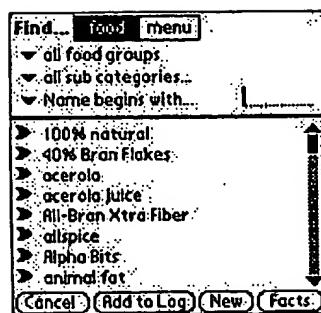 Find... food menu
all food groups
all sub categories...
Name begins with...
100% natural
40% Bran Flakes
acerola
acerola juice
All-Bran Xtra Fiber
allspice
Alpha Bits
animal fat
Cancel Add to Log New Facts